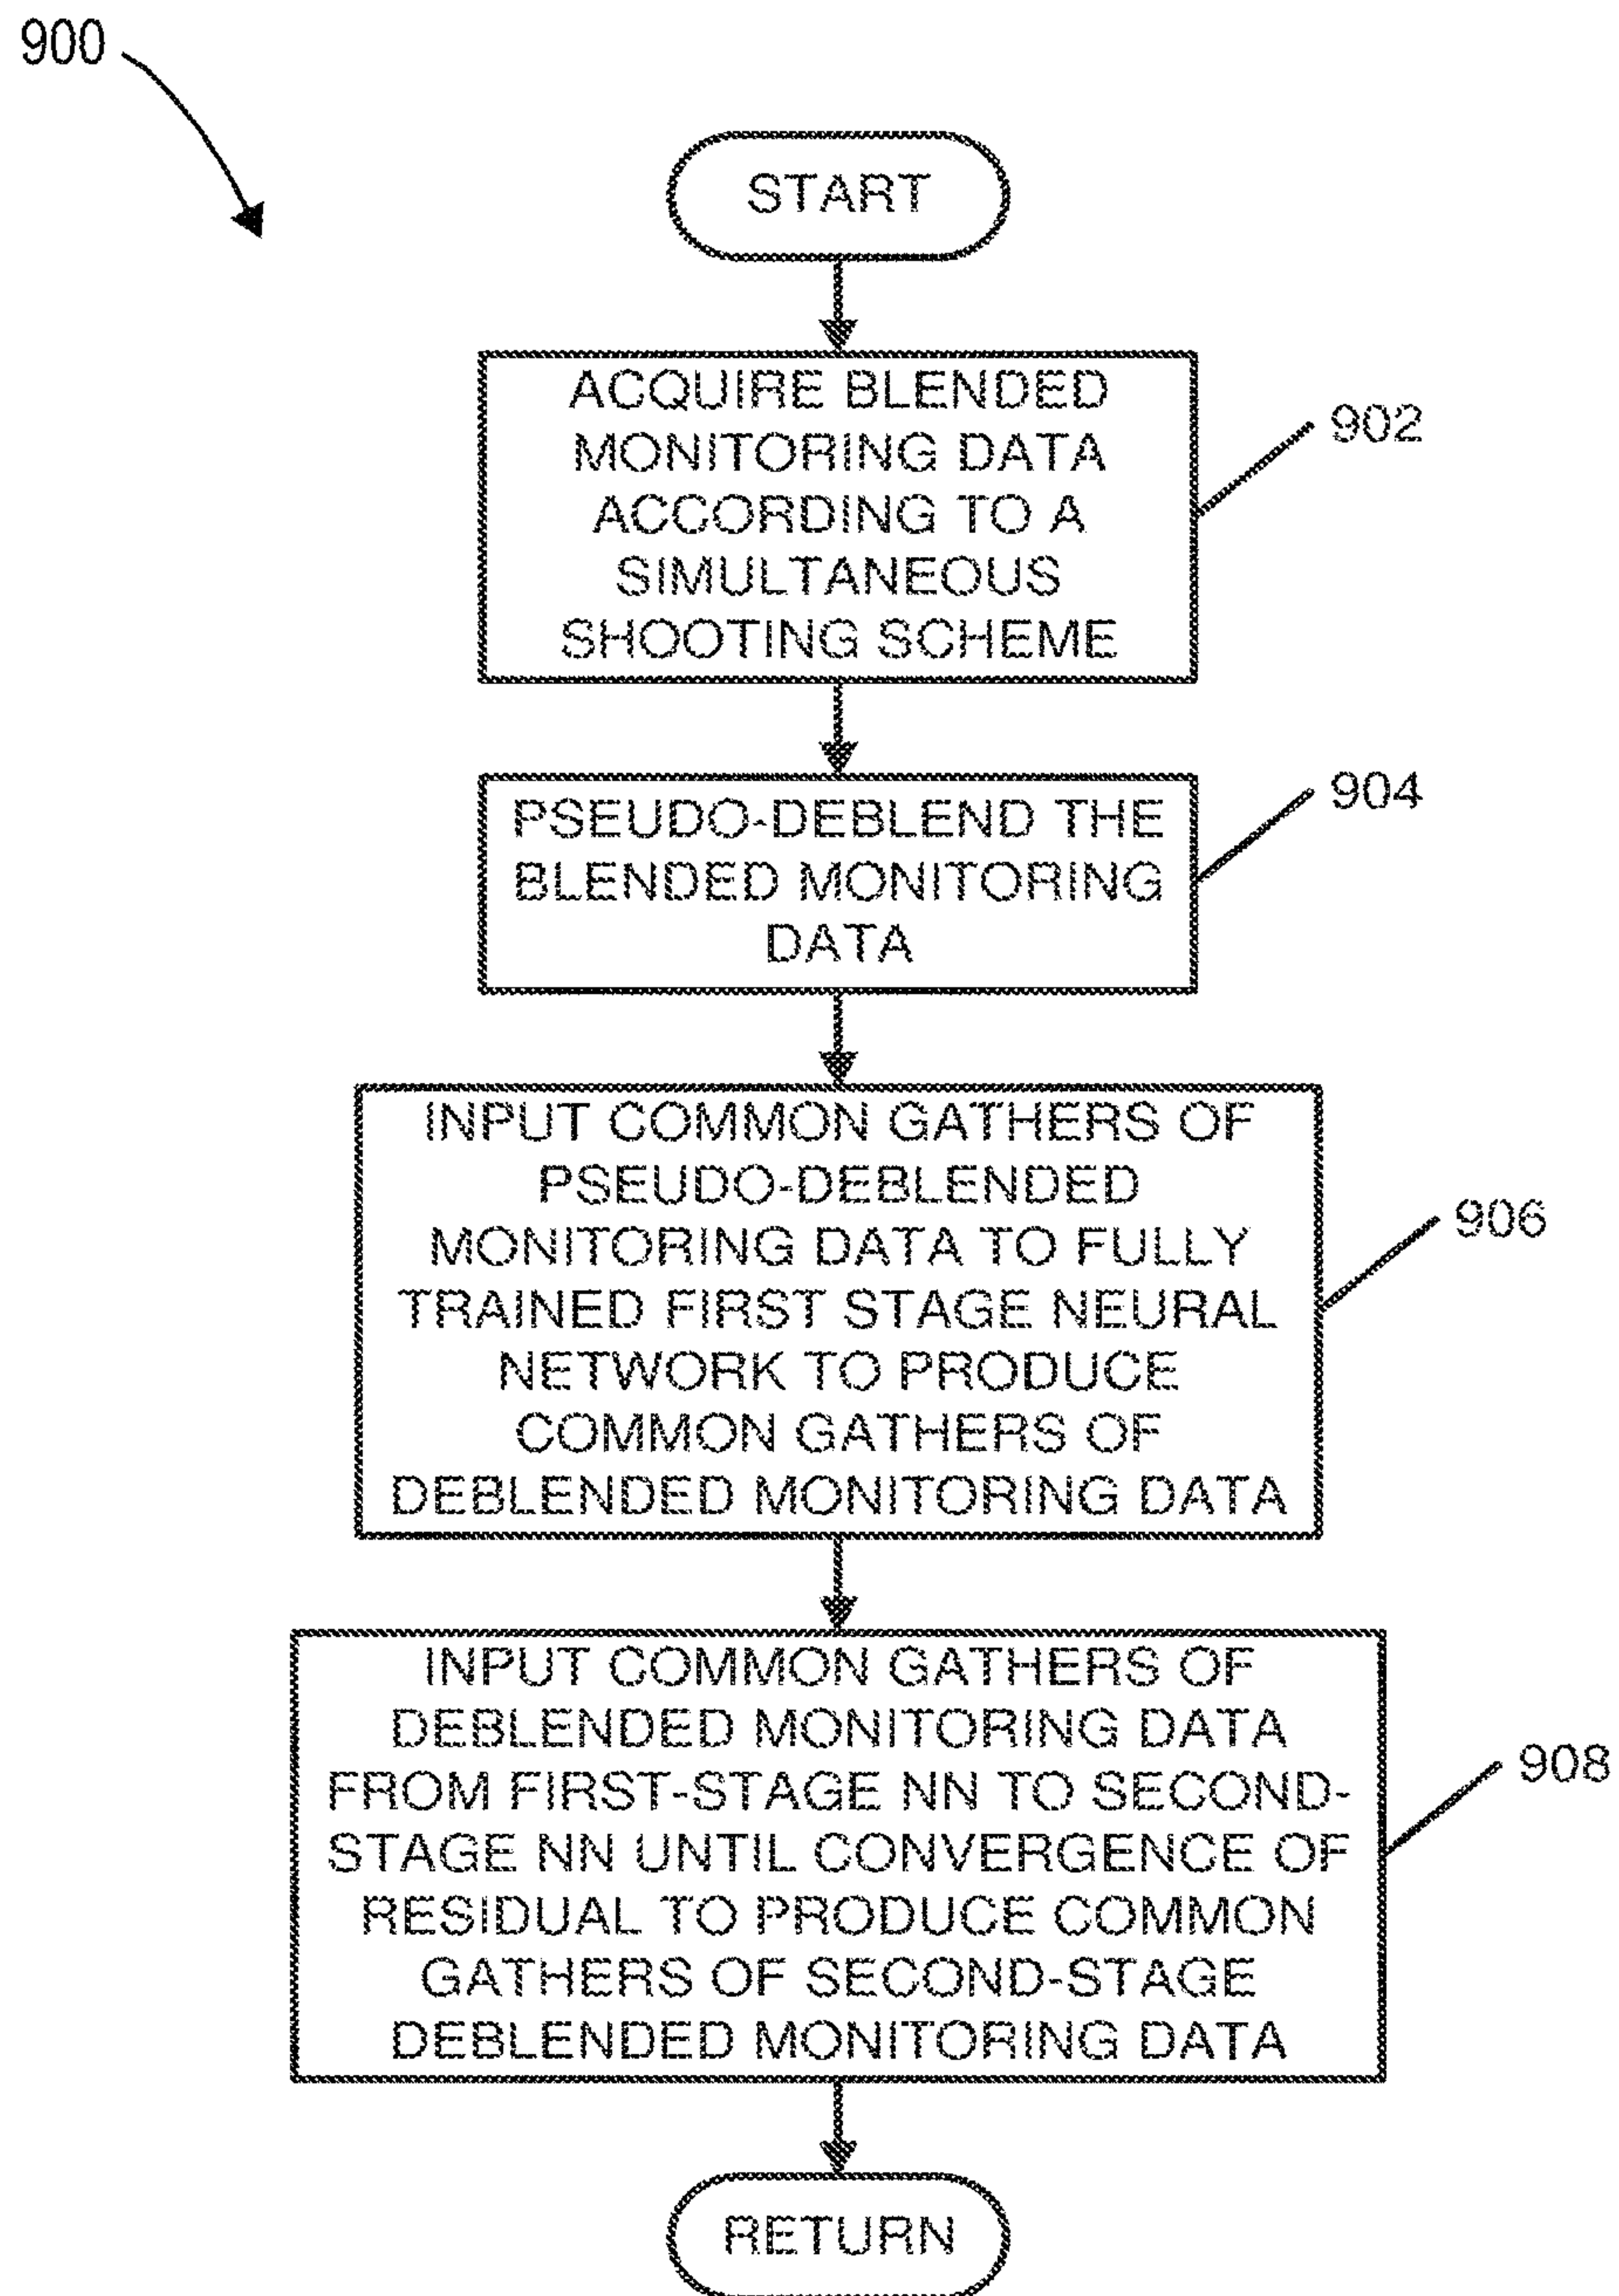 900
START
ACQUIRE BLENDED
MONITORING DATA
ACCORDING TO A
SIMULTANEOUS
SHOOTING SCHEME
902
PSEUDO-DEBLEND THE
BLENDED MONITORING
DATA
904
INPUT COMMON GATHERS OF
PSEUDO-DEBLENDED
MONITORING DATA TO FULLY
TRAINED FIRST STAGE NEURAL
NETWORK TO PRODUCE
COMMON GATHERS OF
DEBLENDED MONITORING DATA
906
INPUT COMMON GATHERS OF
DEBLENDED MONITORING DATA
FROM FIRST-STAGE NN TO SECOND-
STAGE NN UNTIL CONVERGENCE OF
RESIDUAL TO PRODUCE COMMON
GATHERS OF SECOND-STAGE
DEBLENDED MONITORING DATA
908
RETURN